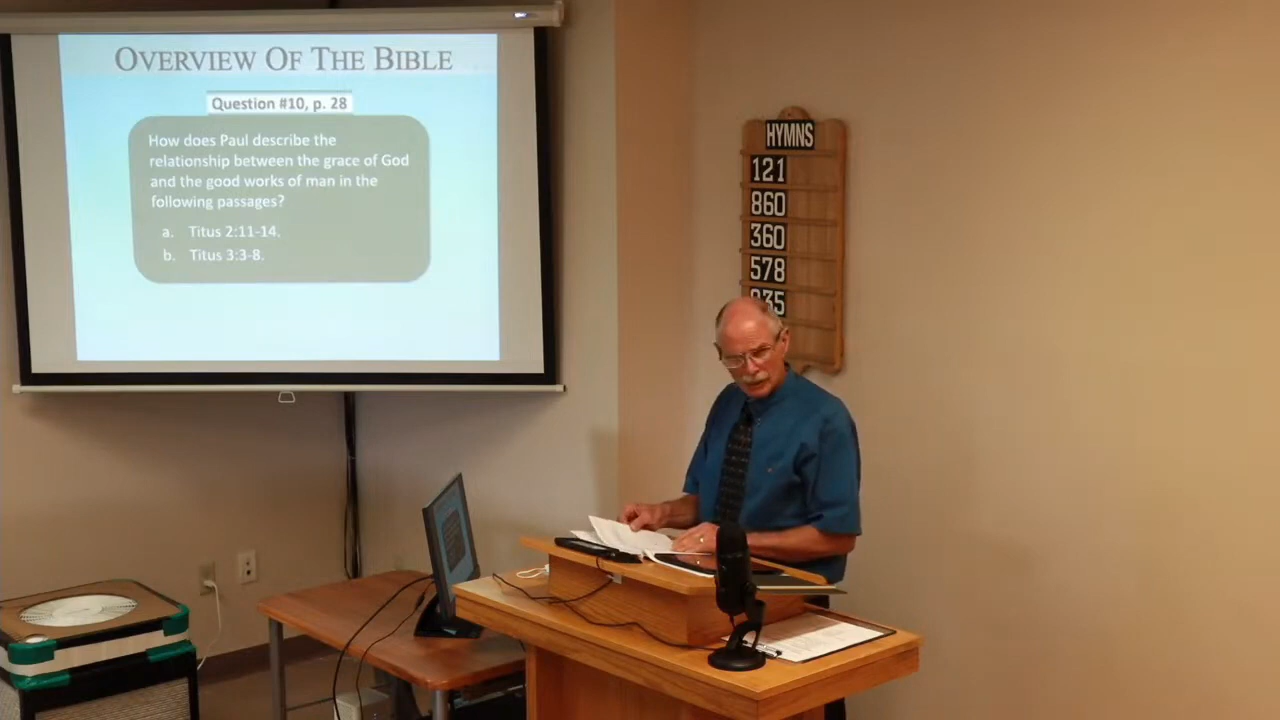 OVERVIEW OF THE BIBLE
Question #10, p. 28
How does Paul describe the
relationship between the grace of God
and the good works of man in the
following passages?
a. Titus 2:11-14.
b. Titus 3:3-8.
HYMNS
121
860
360
578
35